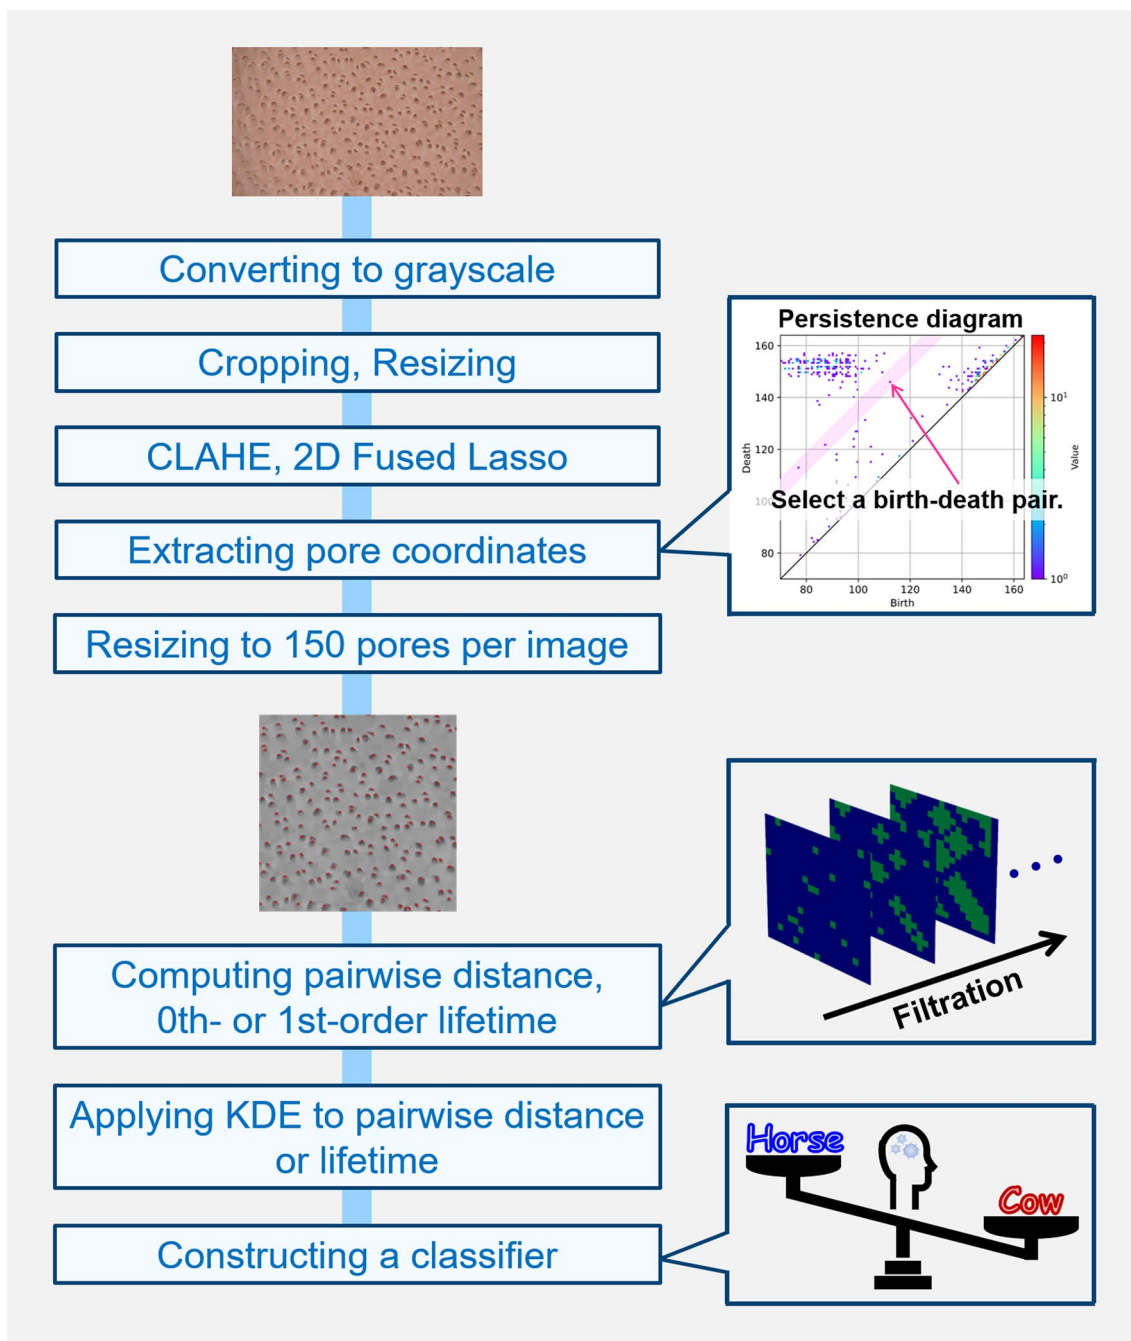 Converting to grayscale
Cropping, Resizing
CLAHE, 2D Fused Lasso
Extracting pore coordinates
Persistence diagram
160
140
120
100
80
Death
80
100
120
140
160
Birth
10¹
10⁰
Value
Select a birth-death pair.
Resizing to 150 pores per image
Computing pairwise distance,
0th- or 1st-order lifetime
Filtration
Applying KDE to pairwise distance
or lifetime
Constructing a classifier
Horse
Cow